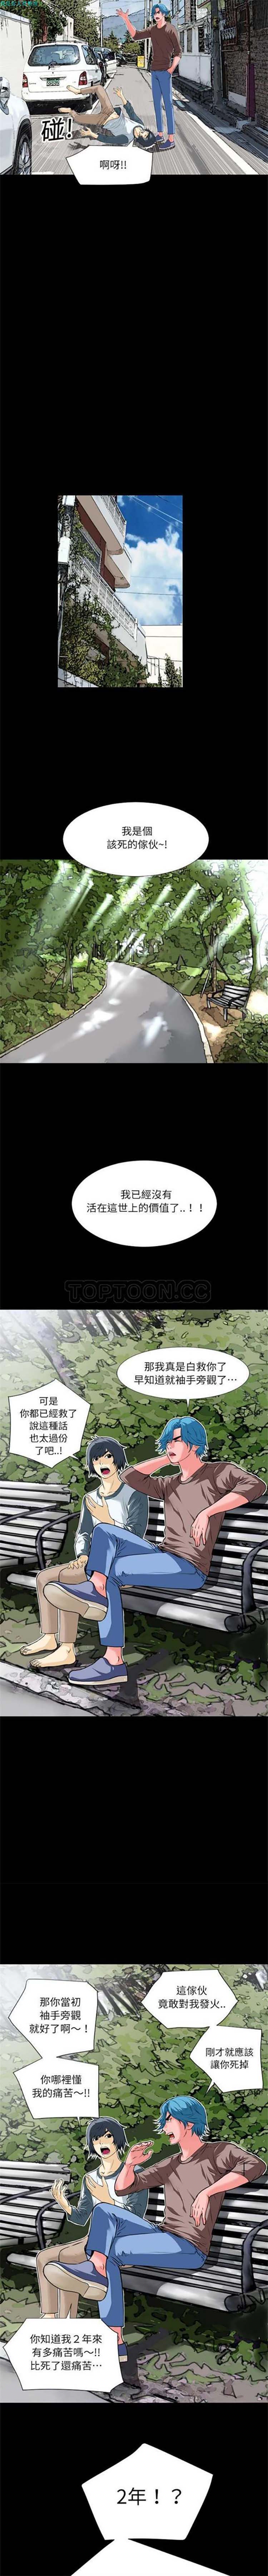 碰!
啊呀!!
我是個
該死的傢伙~!
我已經沒有
活在這世上的價值了..！！
TOPTOON.CC
那我真是白救你了
早知道就袖手旁觀了…
可是
你都已經救了
說這種話
也太過份
了吧..!
那你當初
袖手旁觀
就好了啊～！
這傢伙
竟敢對我發火..
剛才就應該
讓你死掉
你哪裡懂
我的痛苦～!!
你知道我２年來
有多痛苦嗎～!!
比死了還痛苦…
2年！？